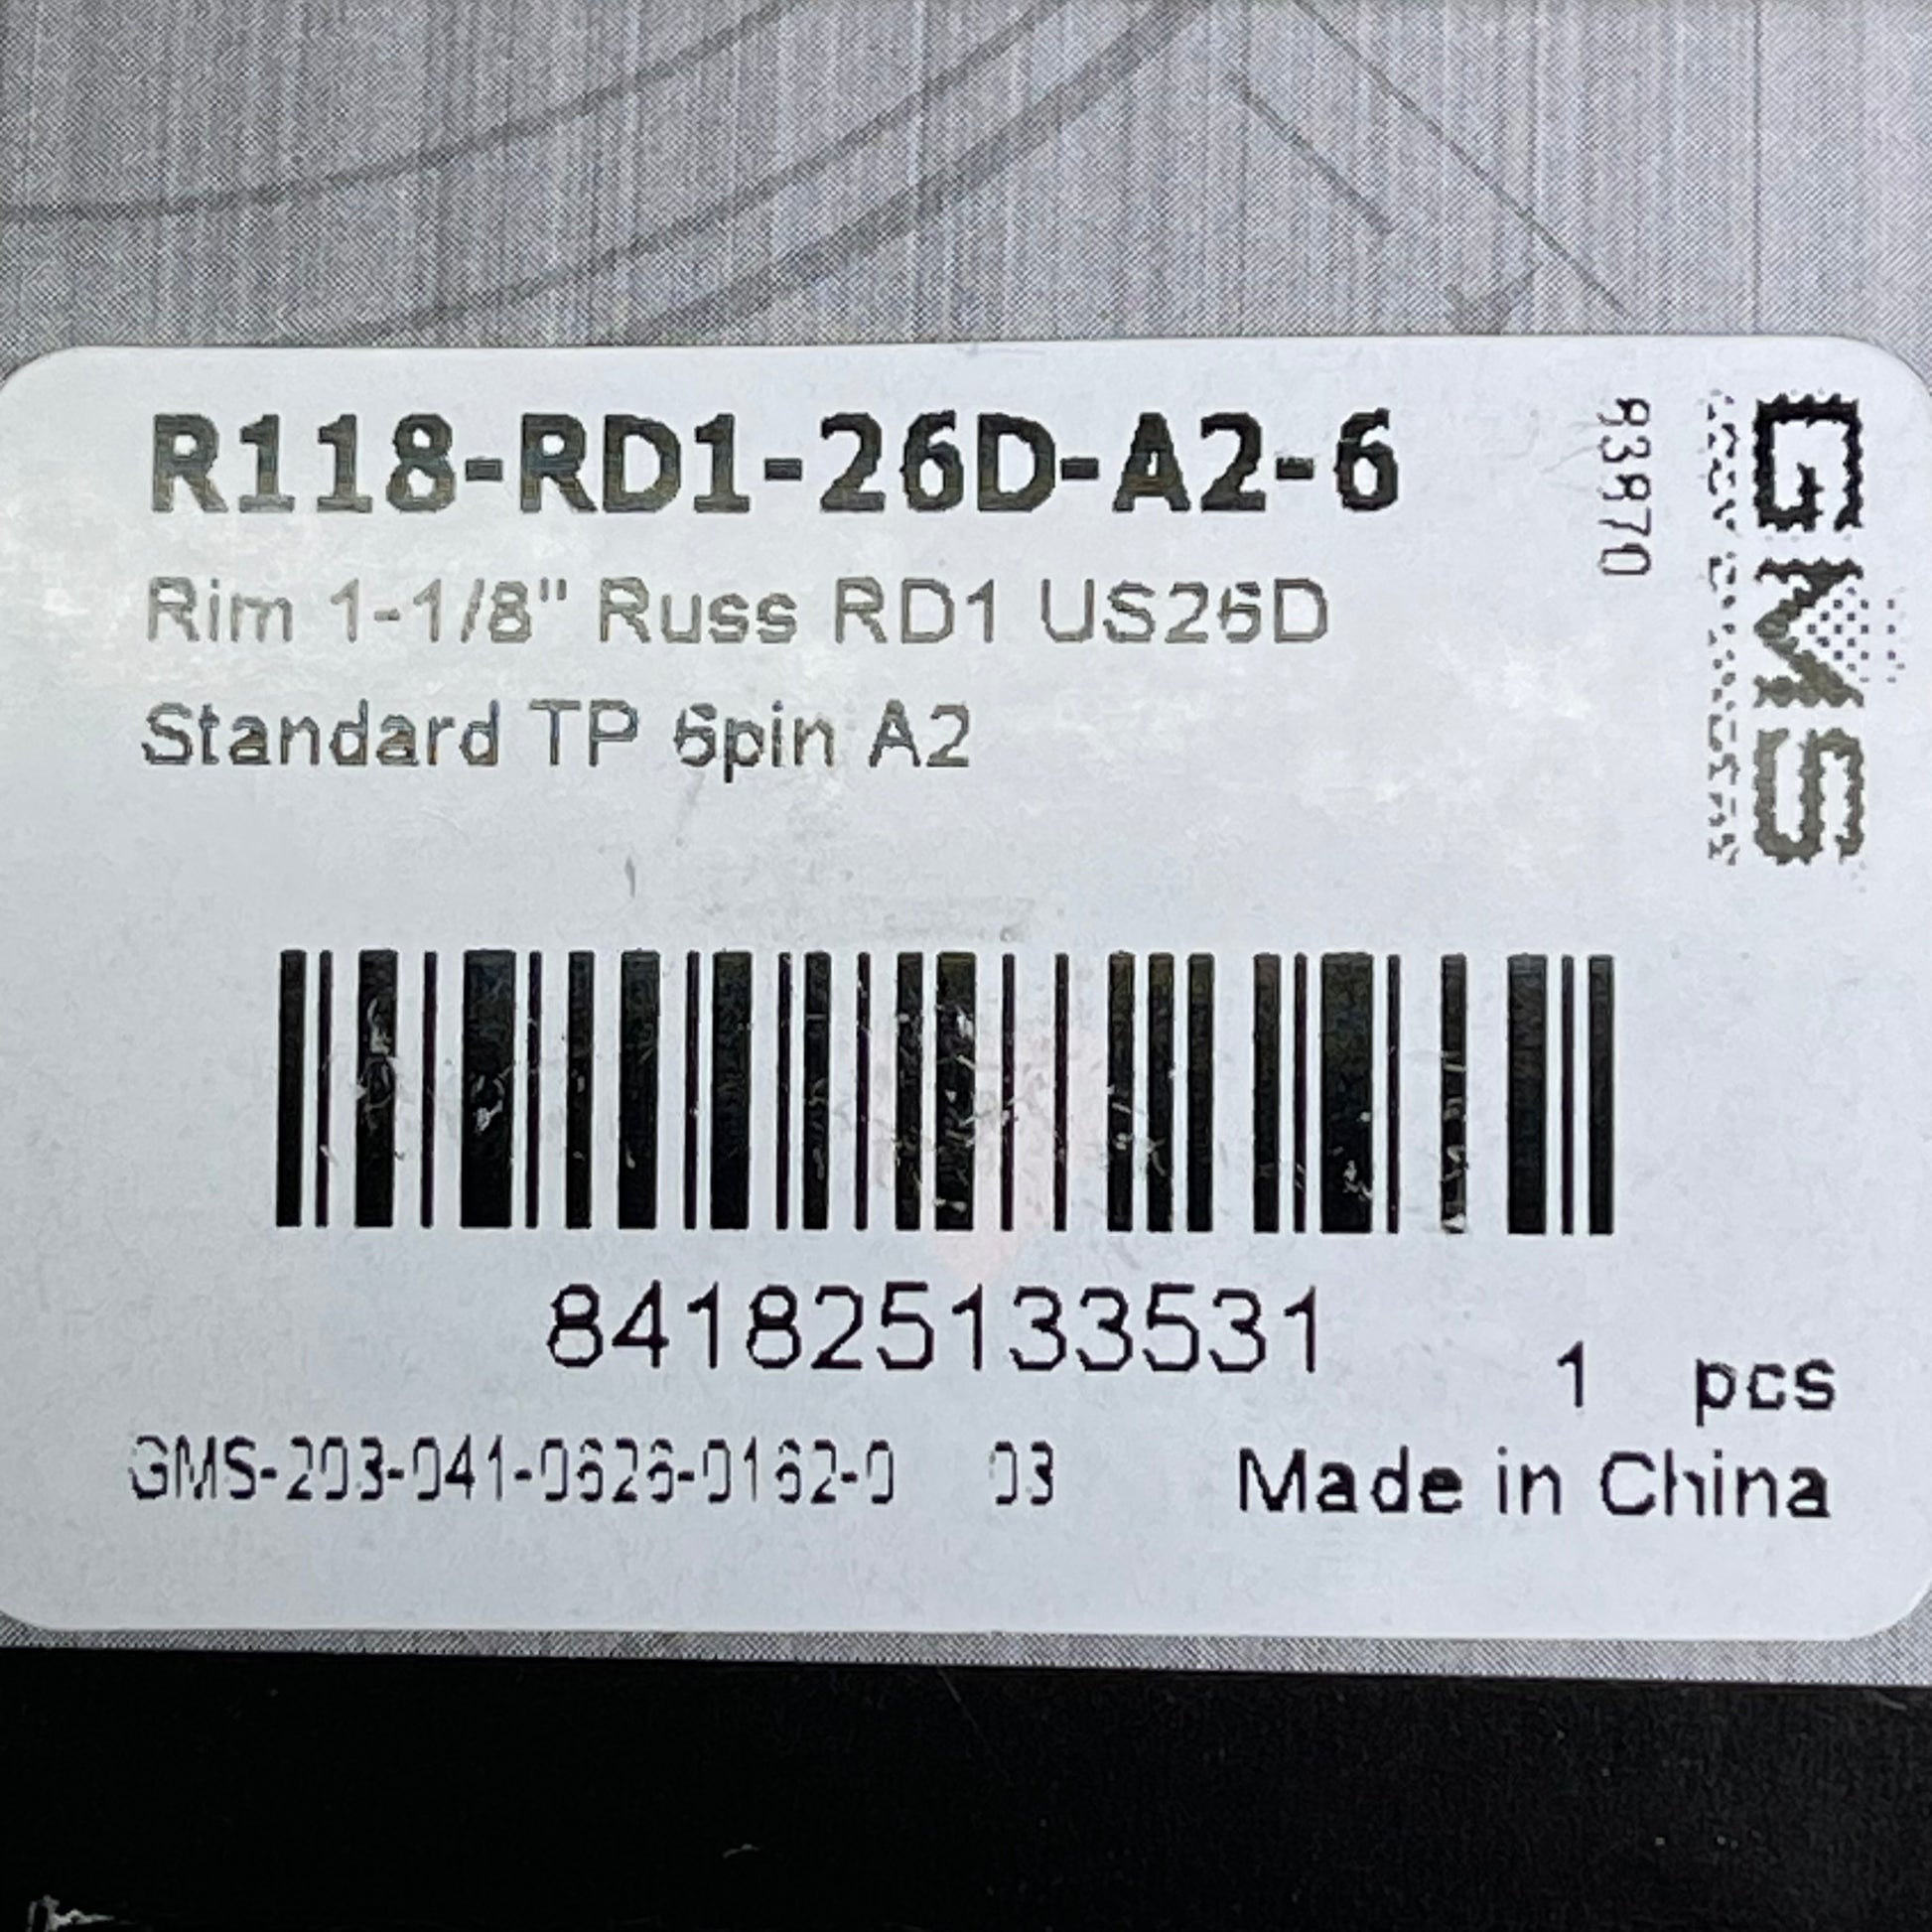 R118-RD1-26D-A2-6
Rim 1-1/8" Russ RD1 US26D
Standard TP 6pin A2
93870
GMS
841825133531
1 pcs
GMS-203-041-0626-0162-0 03
Made in China